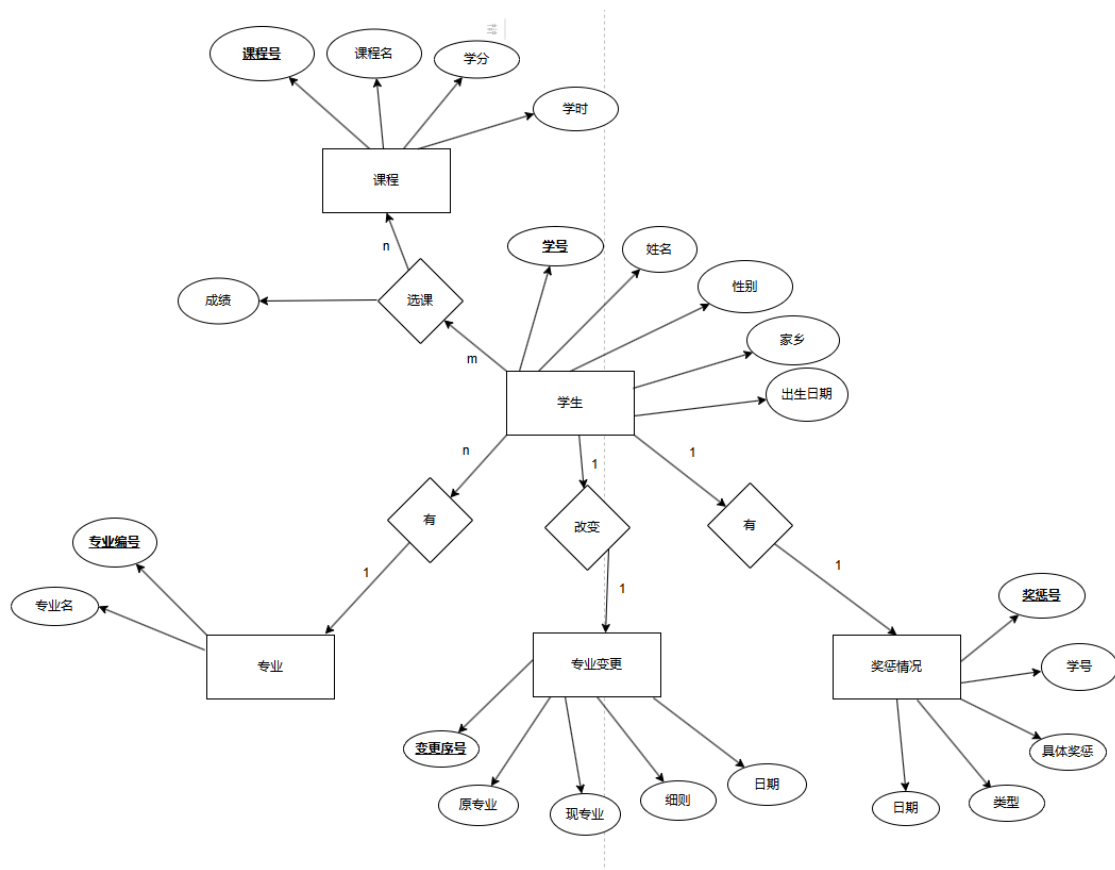 课程号
课程名
学分
学时
课程
n
选课
成绩
m
学号
姓名
性别
家乡
出生日期
学生
n
1
1
有
改变
有
1
1
1
专业编号
专业名
专业
专业变更
变更序号
原专业
现专业
细则
日期
奖惩情况
奖惩号
学号
具体奖惩
类型
日期